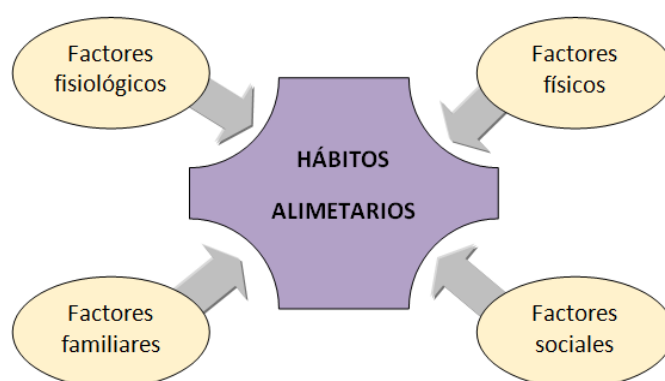 Factores
fisiológicos
Factores
físicos
HÁBITOS
ALIMETARIOS
Factores
familiares
Factores
sociales